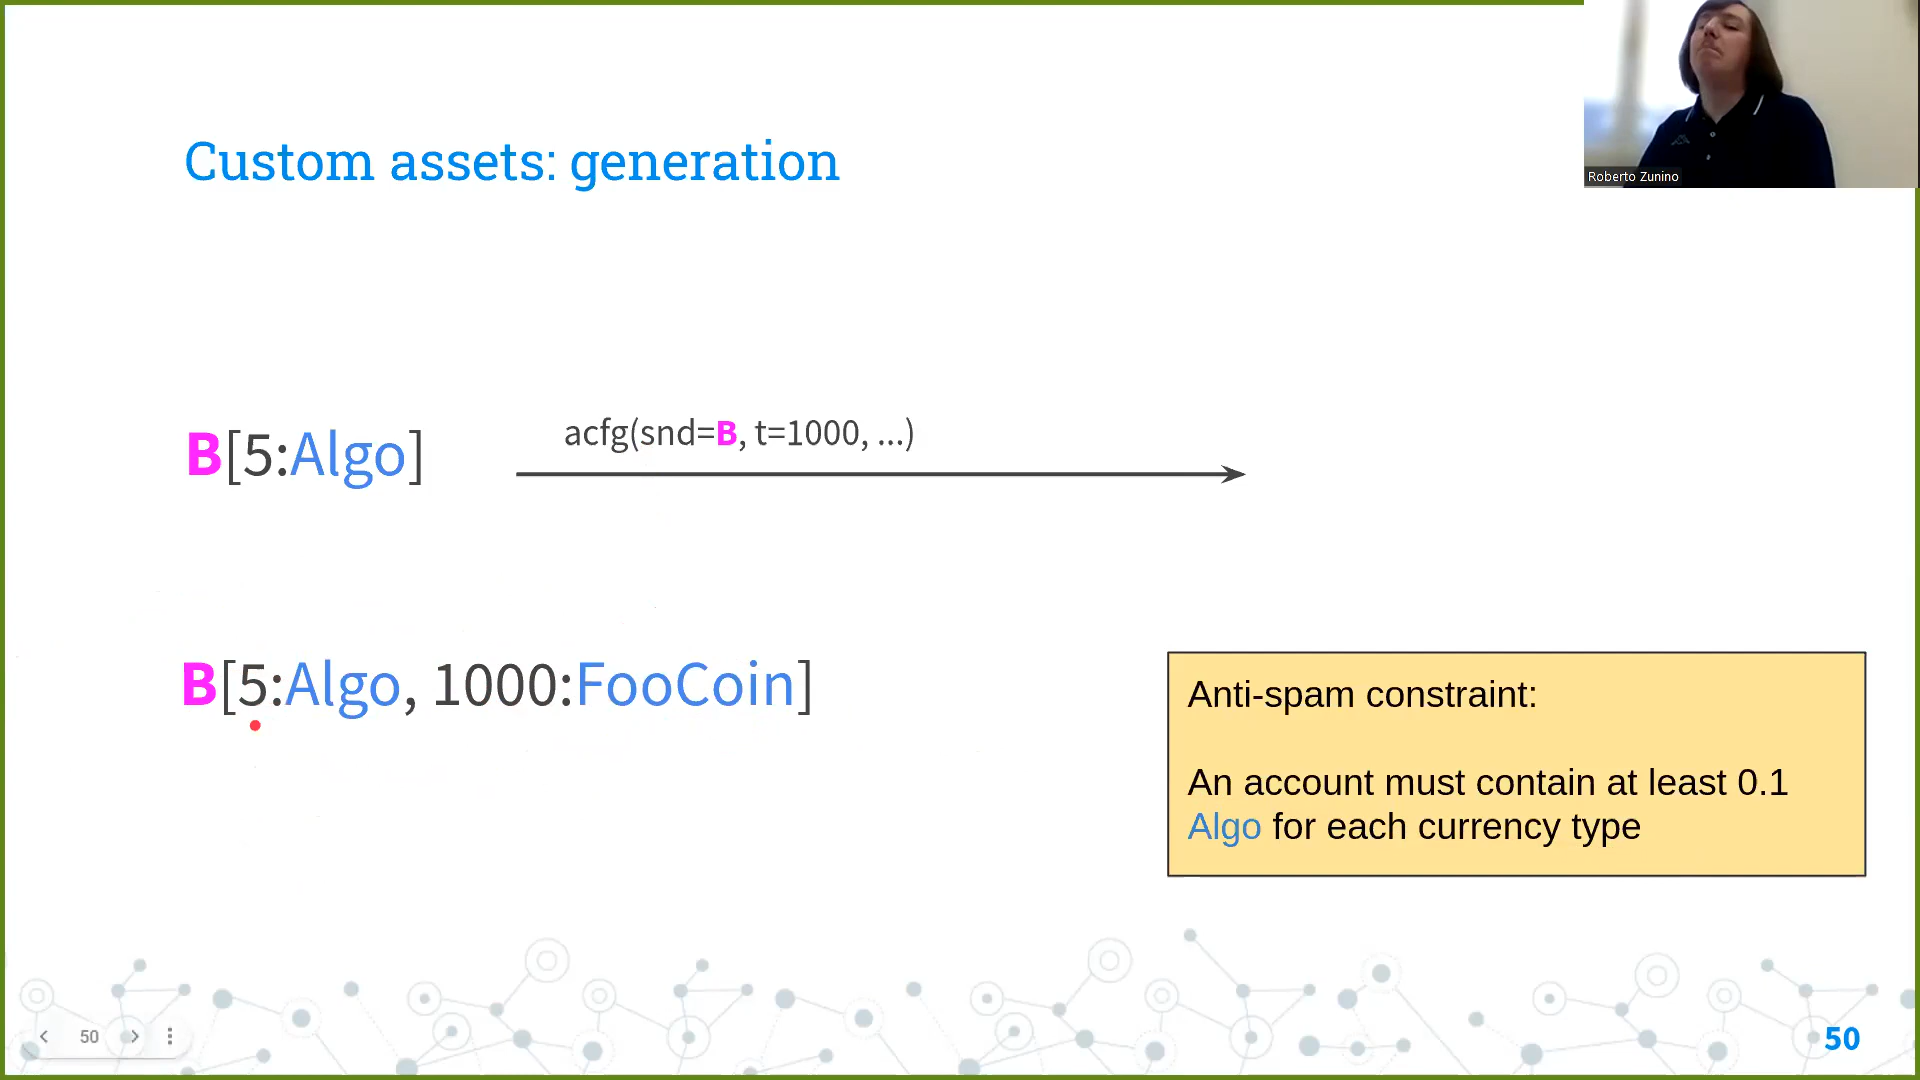 Roberto Zunino
Custom assets: generation
B[5:Algo]
acfg(snd=B, t=1000, ...)
B[5:Algo, 1000:FooCoin]
Anti-spam constraint:
An account must contain at least 0.1
Algo for each currency type
50
50